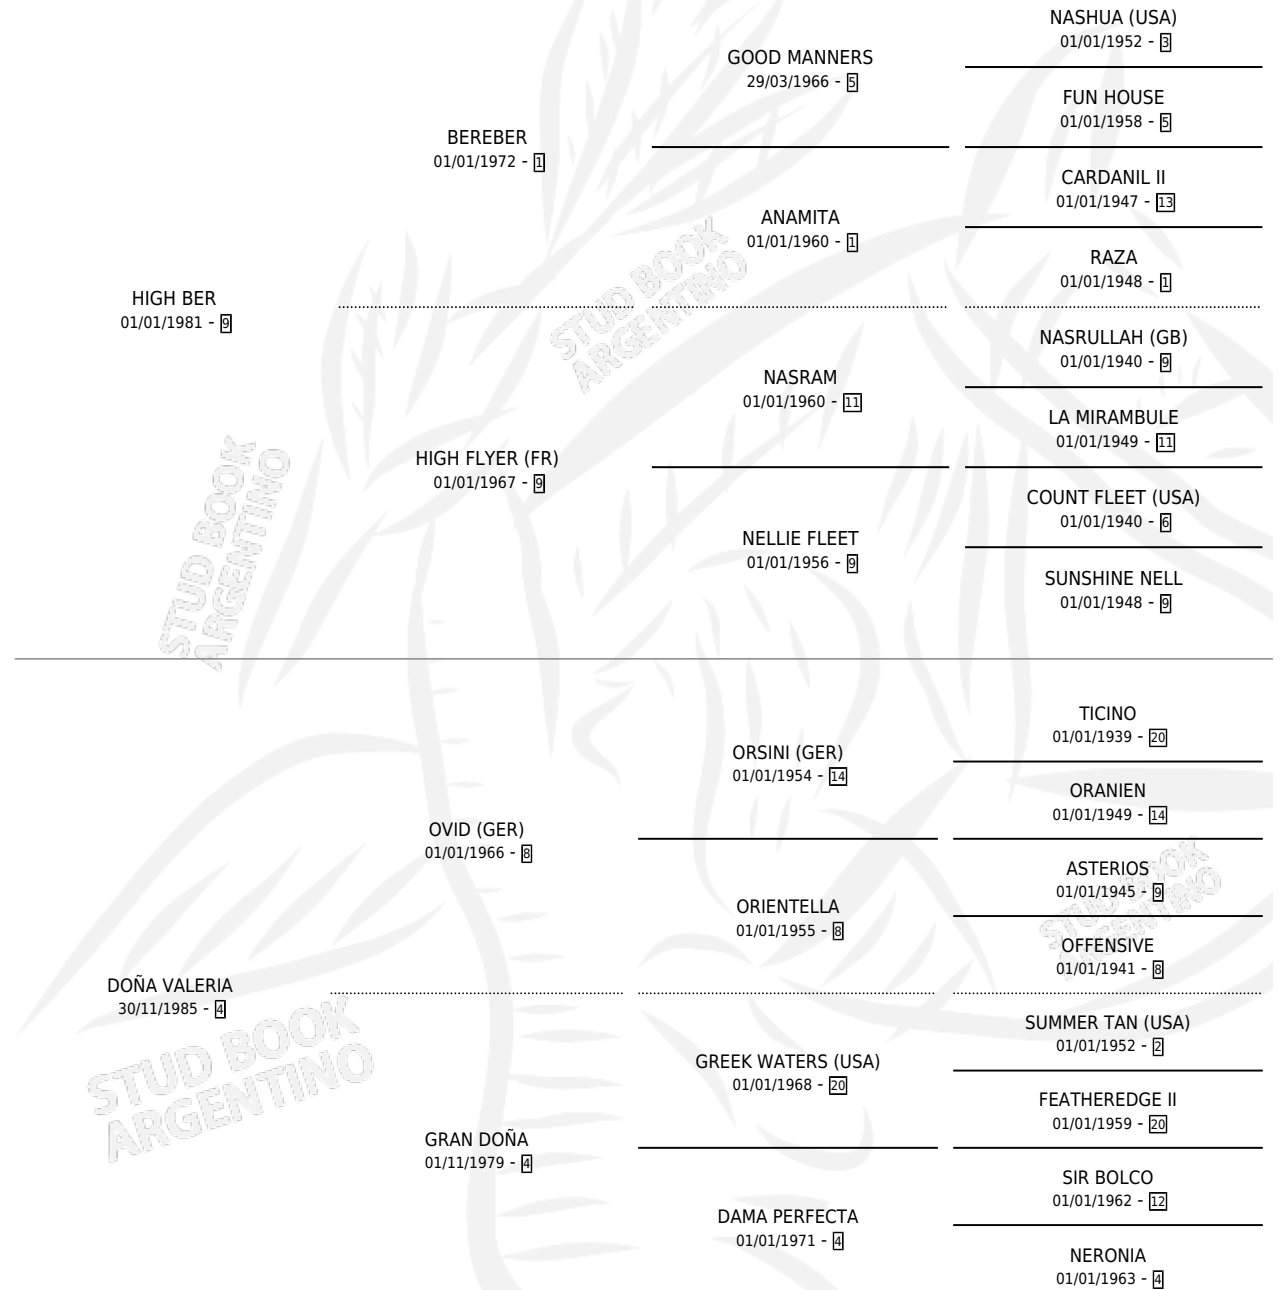 NASHUA (USA)
01/01/1952 - 3
GOOD MANNERS
29/03/1966 - 5
FUN HOUSE
01/01/1958 - 5
BEREBER
01/01/1972 - 1
CARDANIL II
01/01/1947 - 13
ANAMITA
01/01/1960 - 1
RAZA
01/01/1948 - 1
HIGH BER
01/01/1981 - 9
NASRULLAH (GB)
01/01/1940 - 9
NASRAM
01/01/1960 - 11
LA MIRAMBULE
01/01/1949 - 11
HIGH FLYER (FR)
01/01/1967 - 9
COUNT FLEET (USA)
01/01/1940 - 6
NELLIE FLEET
01/01/1956 - 9
SUNSHINE NELL
01/01/1948 - 9
TICINO
01/01/1939 - 20
ORSINI (GER)
01/01/1954 - 14
ORANIEN
01/01/1949 - 14
OVID (GER)
01/01/1966 - 8
ASTERIOS
01/01/1945 - 9
ORIENTELLA
01/01/1955 - 8
OFFENSIVE
01/01/1941 - 8
DOÑA VALERIA
30/11/1985 - 4
SUMMER TAN (USA)
01/01/1952 - 2
GREEK WATERS (USA)
01/01/1968 - 20
FEATHEREDGE II
01/01/1959 - 20
GRAN DOÑA
01/11/1979 - 4
SIR BOLCO
01/01/1962 - 12
DAMA PERFECTA
01/01/1971 - 4
NERONIA
01/01/1963 - 4
STUD BOOK
ARGENTINO
STUD BOOK
ARGENTINO
STUD BOOK
ARGENTINO
STUD BOOK
ARGENTINO